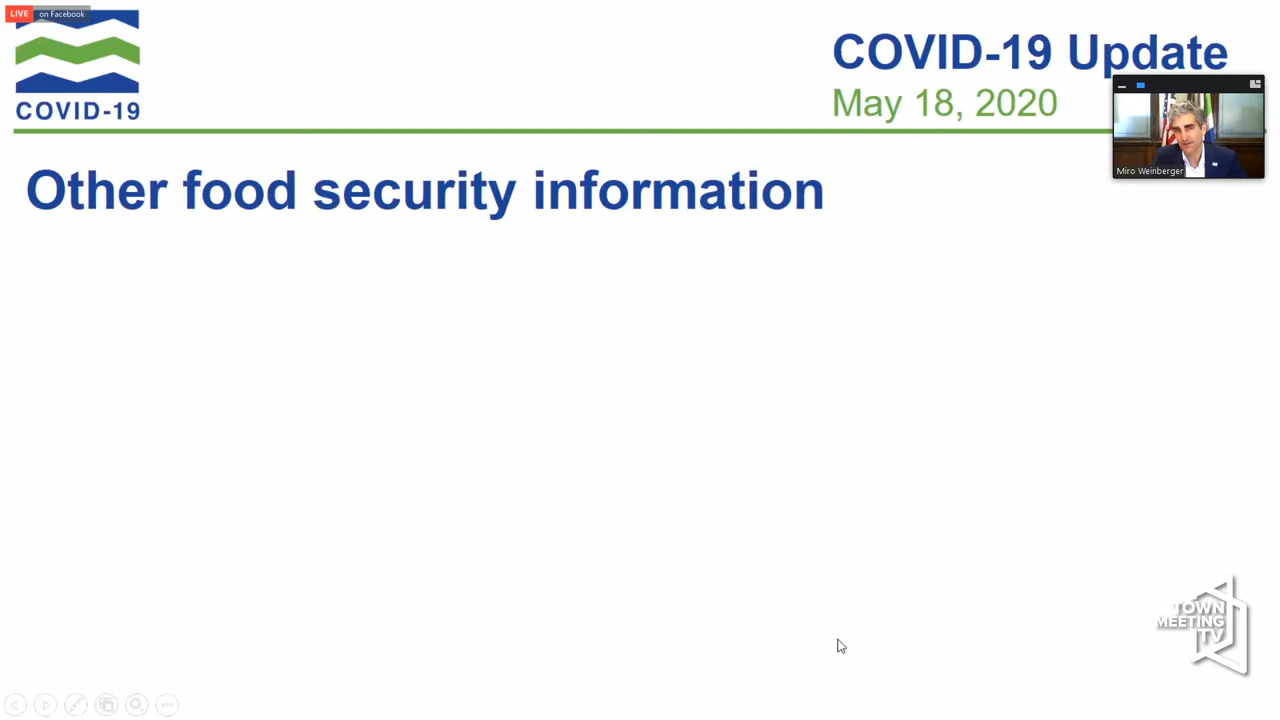 LIVE on Facebook
COVID-19
COVID-19 Update
May 18, 2020
Miro Weinberger
Other food security information
TOWN
MEETING
TV